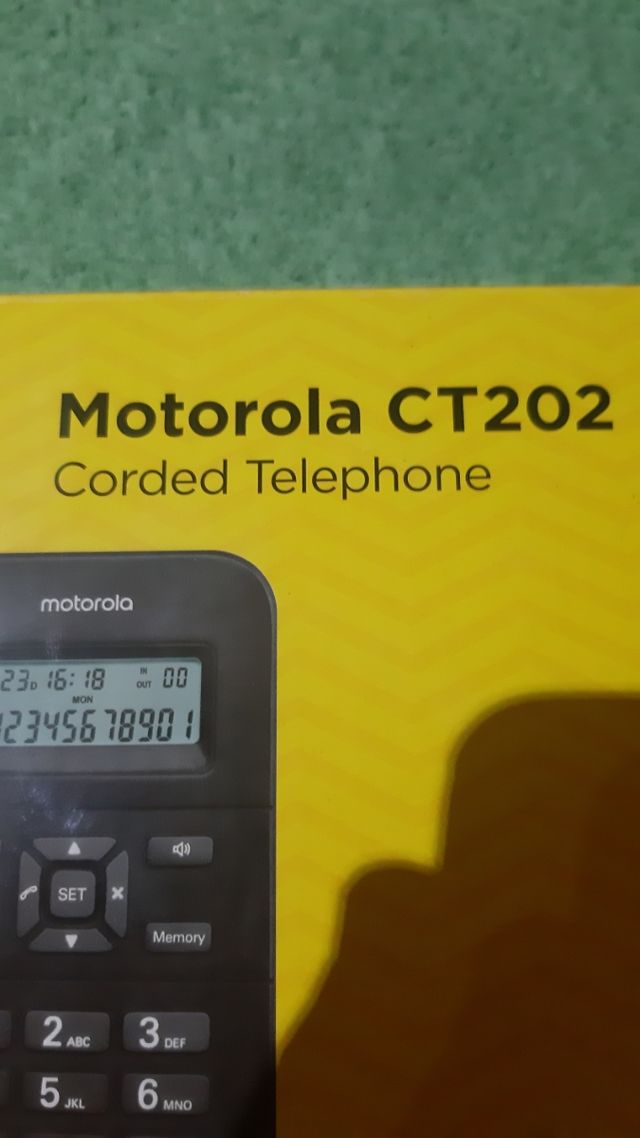 Motorola CT202
Corded Telephone
motorola
23D 16:18 IN OUT 00
MON
12345678901
SET
Memory
2 ABC 3 DEF
5 JKL 6 MNO